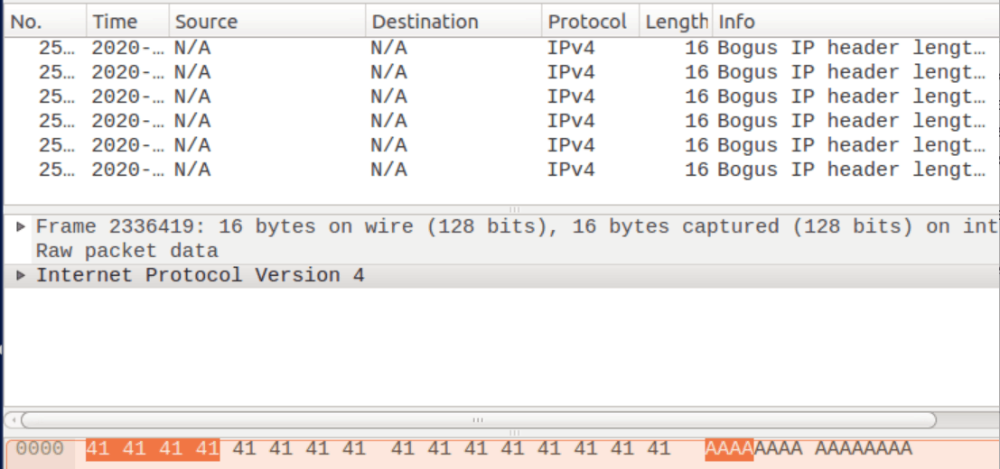 No. Time Source Destination Protocol Length Info
25… 2020-… N/A N/A IPv4 16 Bogus IP header lengt…
25… 2020-… N/A N/A IPv4 16 Bogus IP header lengt…
25… 2020-… N/A N/A IPv4 16 Bogus IP header lengt…
25… 2020-… N/A N/A IPv4 16 Bogus IP header lengt…
25… 2020-… N/A N/A IPv4 16 Bogus IP header lengt…
25… 2020-… N/A N/A IPv4 16 Bogus IP header lengt…
Frame 2336419: 16 bytes on wire (128 bits), 16 bytes captured (128 bits) on int
Raw packet data
Internet Protocol Version 4
0000 41 41 41 41 41 41 41 41 41 41 41 41 41 41 41 41 AAAAAAAA AAAAAAAA